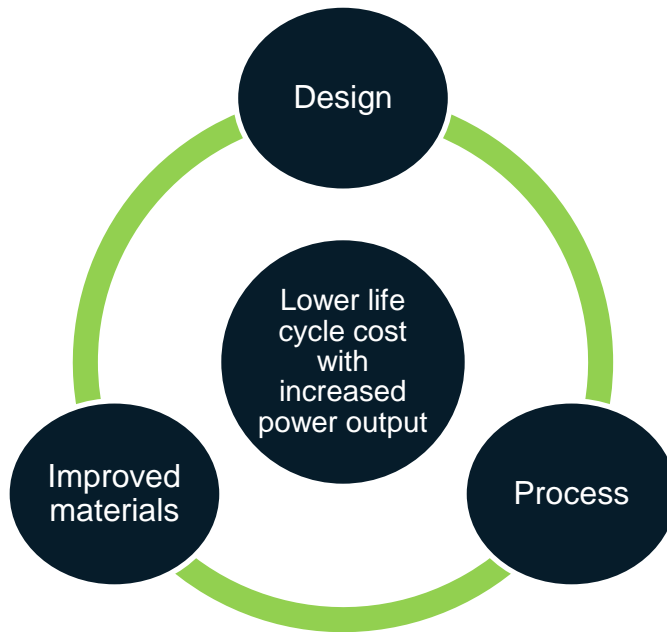 Design
Lower life
cycle cost
with
increased
power output
Improved
materials
Process